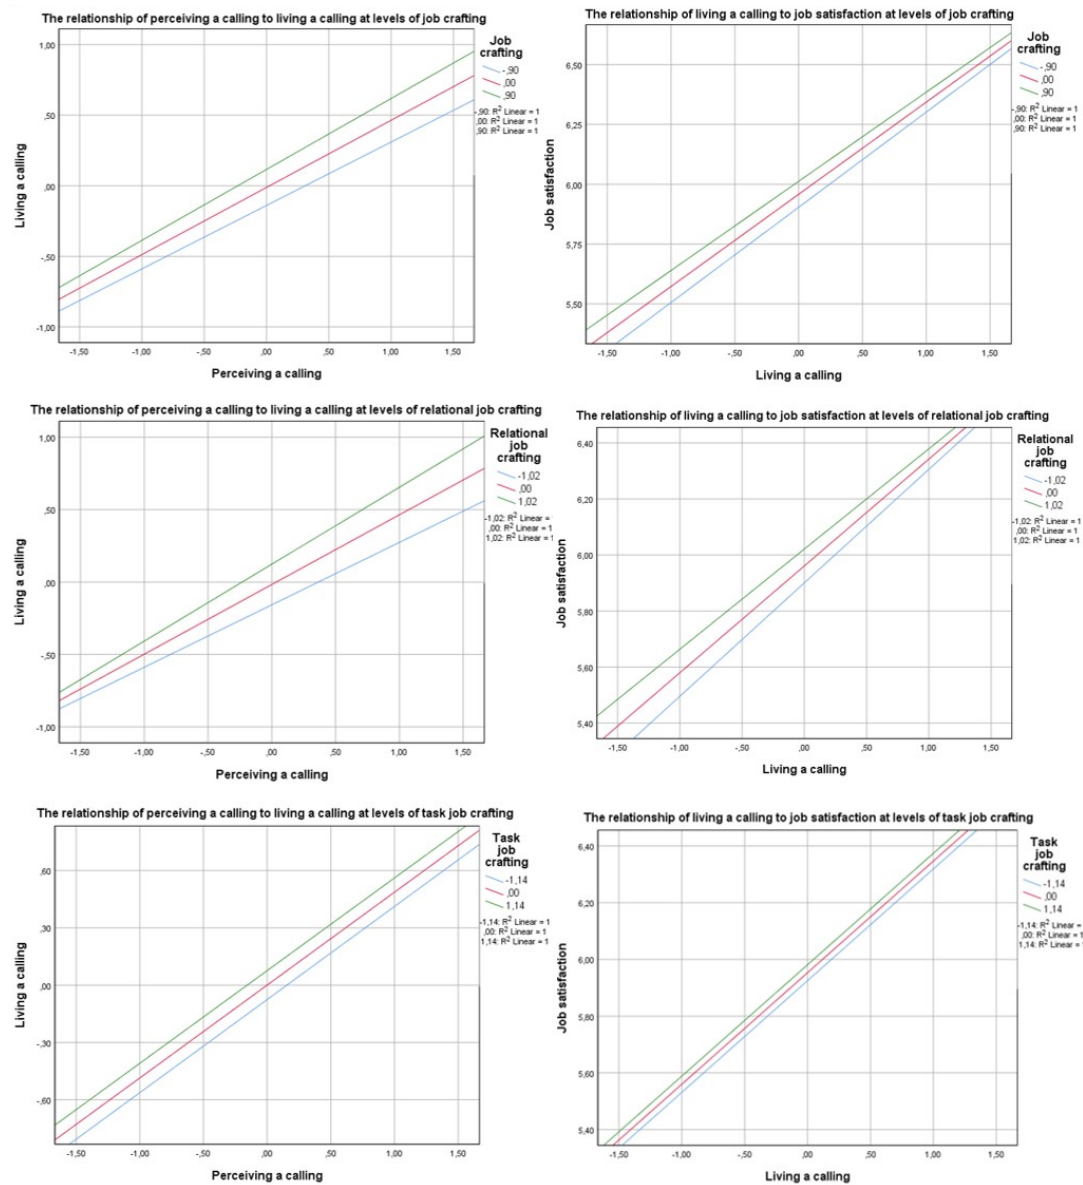 The relationship of perceiving a calling to living a calling at levels of job crafting
1,00
,50
,00
-,50
-1,00
Living a calling
-1,50 -1,00 -,50 ,00 ,50 1,00 1,50
Perceiving a calling
Job
crafting
-,90
,00
,90
-,90: R² Linear = 1
,00: R² Linear = 1
,90: R² Linear = 1
The relationship of living a calling to job satisfaction at levels of job crafting
6,50
6,25
6,00
5,75
5,50
Job satisfaction
-1,50 -1,00 -,50 ,00 ,50 1,00 1,50
Living a calling
Job
crafting
-,90
,00
,90
-,90: R² Linear = 1
,00: R² Linear = 1
,90: R² Linear = 1
The relationship of perceiving a calling to living a calling at levels of relational job crafting
1,00
,50
,00
-,50
-1,00
Living a calling
-1,50 -1,00 -,50 ,00 ,50 1,00 1,50
Perceiving a calling
Relational
job
crafting
-1,02
,00
1,02
-1,02: R² Linear =
,00: R² Linear = 1
1,02: R² Linear = 1
The relationship of living a calling to job satisfaction at levels of relational job crafting
6,40
6,20
6,00
5,80
5,60
5,40
Job satisfaction
-1,50 -1,00 -,50 ,00 ,50 1,00 1,50
Living a calling
Relational
job
crafting
-1,02
,00
1,02
-1,02: R² Linear = 1
,00: R² Linear = 1
1,02: R² Linear = 1
The relationship of perceiving a calling to living a calling at levels of task job crafting
,60
,30
,00
-,30
-,60
Living a calling
-1,50 -1,00 -,50 ,00 ,50 1,00 1,50
Perceiving a calling
Task
job
crafting
-1,14
,00
1,14
-1,14: R² Linear = 1
,00: R² Linear = 1
1,14: R² Linear = 1
The relationship of living a calling to job satisfaction at levels of task job crafting
6,40
6,20
6,00
5,80
5,60
5,40
Job satisfaction
-1,50 -1,00 -,50 ,00 ,50 1,00 1,50
Living a calling
Task
job
crafting
-1,14
,00
1,14
-1,14: R² Linear =
,00: R² Linear = 1
1,14: R² Linear =